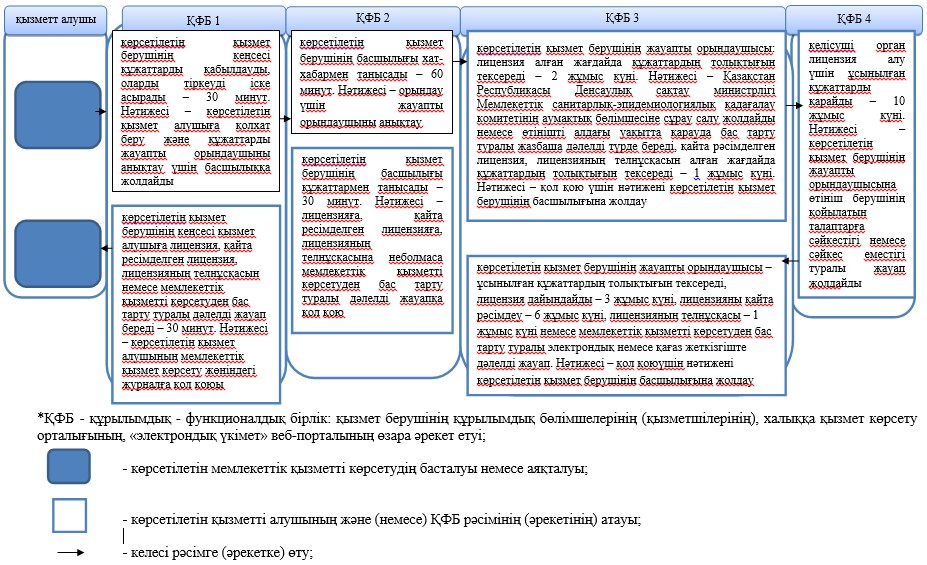 қызметт алушы
ҚФБ 1
ҚФБ 2
ҚФБ 3
ҚФБ 4
көрсетілетін қызмет
берушінің кеңсесі
құжаттарды қабылдауды,
оларды тіркеуді іске
асырады – 30 минут.
Нәтижесі – көрсетілетін
қызмет алушыға қолхат
беру және құжаттарды
жауапты орындаушыны
анықтау үшін басшылыққа
жолдайды
көрсетілетін қызмет
берушінің басшылығы хат-
хабармен танысады – 60
минут. Нәтижесі – орындау
үшін жауапты
орындаушыны анықтау
көрсетілетін қызмет берушінің жауапты орындаушысы:
лицензия алған жағдайда құжаттардың толықтығын
тексереді – 2 жұмыс күні. Нәтижесі – Қазақстан
Республикасы Денсаулық сақтау министрлігі
Мемлекеттік санитарлық-эпидемиологиялық қадағалау
комитетінің аумақтық бөлімшесіне сұрау салу жолдайды
немесе өтінішті алдағы уақытта қарауда бас тарту
туралы жазбаша дәлелді түрде береді, қайта рәсімделген
лицензия, лицензияның телнұсқасын алған жағдайда
құжаттардың толықтығын тексереді – 1 жұмыс күні.
Нәтижесі – қол қою үшін нәтижені көрсетілетін қызмет
берушінің басшылығына жолдау
келісуші орган
лицензия алу
үшін ұсынылған
құжаттарды
қарайды – 10
жұмыс күні.
Нәтижесі –
көрсетілетін
қызмет берушінің
жауапты
орындаушысына
өтініш берушінің
қойылатын
талаптарға
сәйкестігі немесе
сәйкес еместігі
туралы жауап
жолдайды
көрсетілетін қызмет
берушінің басшылығы
құжаттармен танысады –
30 минут. Нәтижесі –
лицензияға, қайта
ресімделген лицензияға,
лицензияның
телнұсқасына неболмаса
мемлекеттік қызметті
көрсетуден бас тарту
туралы дәлелді жауапқа
қол қою
көрсетілетін қызмет
берушінің кеңсесі қызмет
алушыға лицензия, қайта
ресімделген лицензия,
лицензияның телнұсқасын
немесе мемлекеттік
қызметті көрсетуден бас
тарту туралы дәлелді жауап
береді – 30 минут. Нәтижесі
– көрсетілетін қызмет
алушының мемлекеттік
қызмет көрсету жөніндегі
журналға қол қоюы
көрсетілетін қызмет берушінің жауапты орындаушысы –
ұсынылған құжаттардың толықтығын тексереді,
лицензия дайындайды – 3 жұмыс күні, лицензияны қайта
рәсімдеу – 6 жұмыс күні, лицензияның телнұсқасы – 1
жұмыс күні немесе мемлекеттік қызметті көрсетуден бас
тарту туралы электрондық немесе қағаз жеткізгіште
дәлелді жауап. Нәтижесі – қол қоюүшін нәтижені
көрсетілетін қызмет берушінің басшылығына жолдау
*ҚФБ - құрылымдық - функционалдық бірлік: қызмет берушінің құрылымдық бөлімшелерінің (қызметшілерінің), халыққа қызмет көрсету
орталығының, «электрондық үкімет» веб-порталының өзара әрекет етуі;
- көрсетілетін мемлекеттік қызметті көрсетудің басталуы немесе аяқталуы;
- көрсетілетін қызметті алушының және (немесе) ҚФБ рәсімінің (әрекетінің) атауы;
- келесі рәсімге (әрекетке) өту;